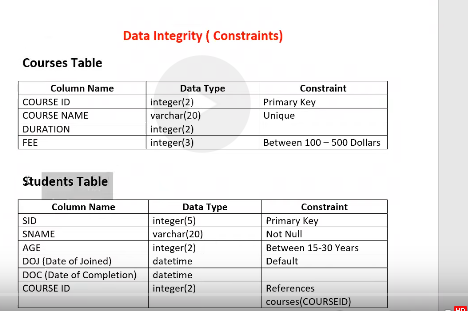 Data Integrity ( Constraints)
Courses Table
Column Name Data Type Constraint
COURSE ID integer(2) Primary Key
COURSE NAME varchar(20) Unique
DURATION integer(2)
FEE integer(3) Between 100 – 500 Dollars
Students Table
Column Name Data Type Constraint
SID integer(5) Primary Key
SNAME varchar(20) Not Null
AGE integer(2) Between 15-30 Years
DOJ (Date of Joined) datetime Default
DOC (Date of Completion) datetime
COURSE ID integer(2) References
courses(COURSEID)
HD